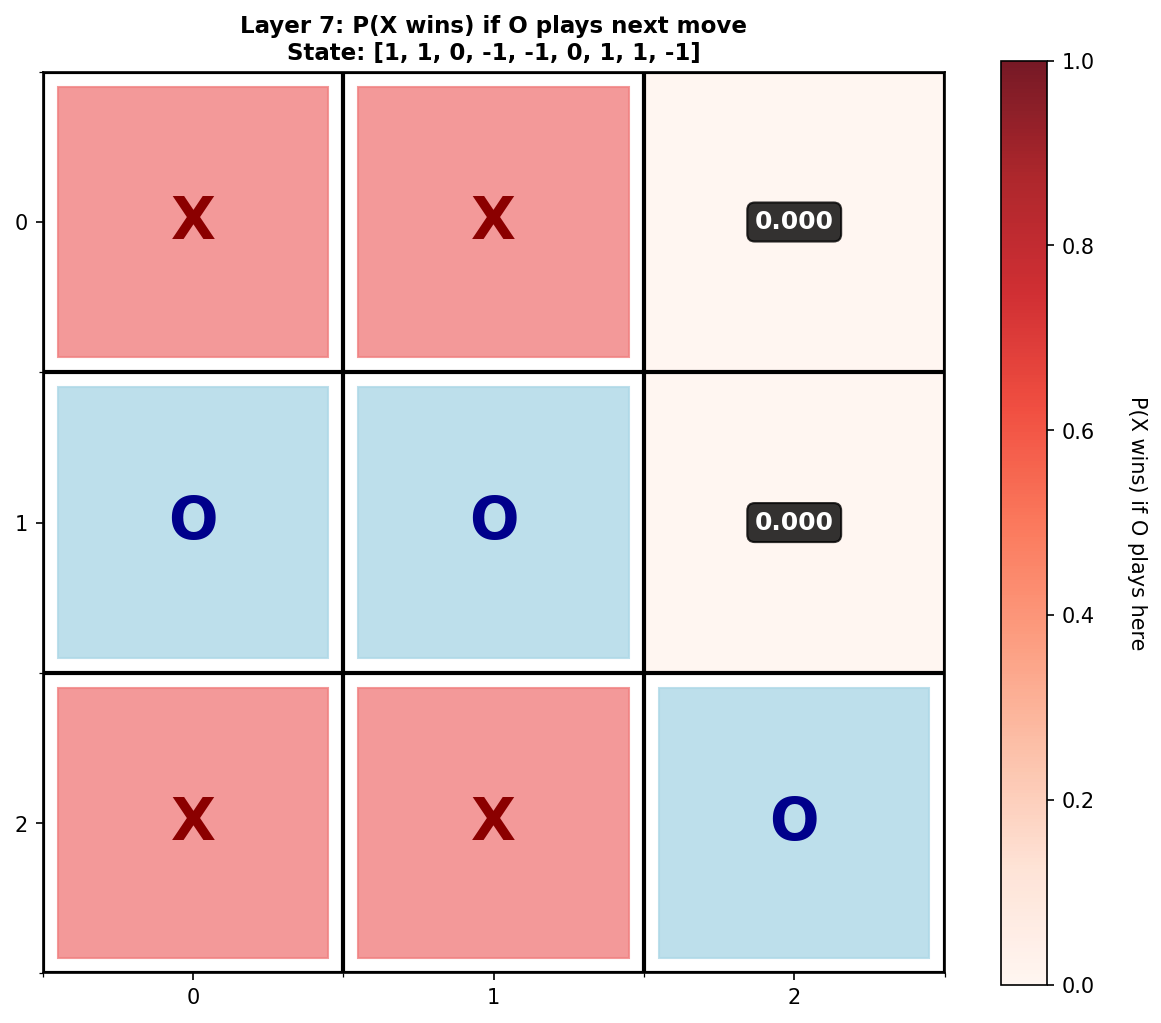 Layer 7: P(X wins) if O plays next move
State: [1, 1, 0, -1, -1, 0, 1, 1, -1]
X
X
0.000
O
O
0.000
X
X
O
0
1
2
0
1
2
1.0
0.8
0.6
0.4
0.2
0.0
P(X wins) if O plays here